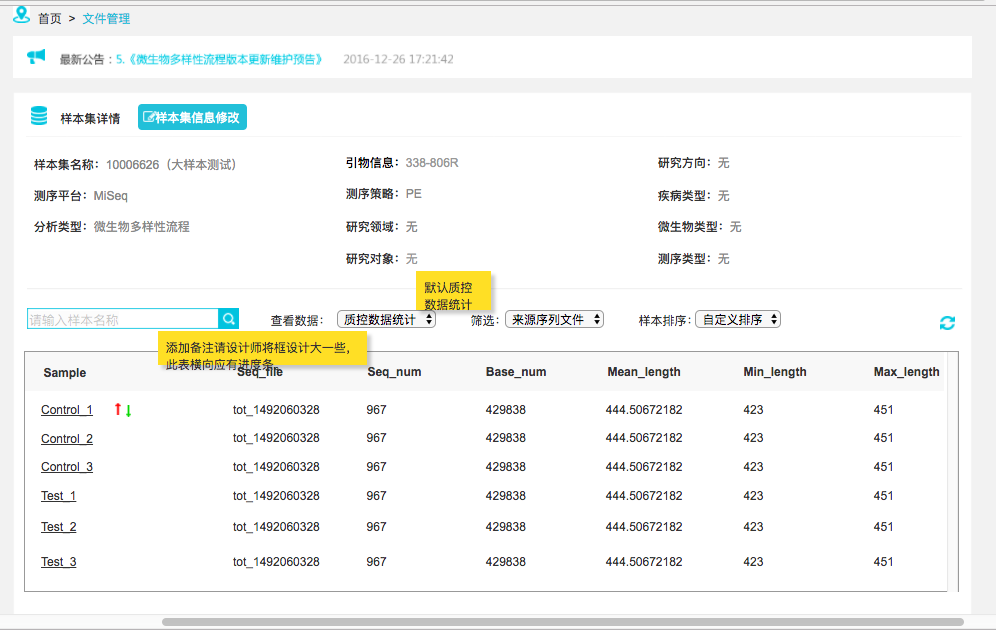 首页 > 文件管理
最新公告：5.《微生物多样性流程版本更新维护预告》 2016-12-26 17:21:42
样本集详情 样本集信息修改
样本集名称: 10006626（大样本测试） 引物信息: 338-806R 研究方向: 无
测序平台: MiSeq 测序策略: PE 疾病类型: 无
分析类型: 微生物多样性流程 研究领域: 无 微生物类型: 无
研究对象: 无 测序类型: 无
默认质控
数据统计
请输入样本名称 查看数据: 质控数据统计 筛选: 来源序列文件 样本排序: 自定义排序
添加备注请设计师将框设计大一些，
此表横向应有进度条
Sample Seq_file Seq_num Base_num Mean_length Min_length Max_length
Control_1 tot_1492060328 967 429838 444.50672182 423 451
Control_2 tot_1492060328 967 429838 444.50672182 423 451
Control_3 tot_1492060328 967 429838 444.50672182 423 451
Test_1 tot_1492060328 967 429838 444.50672182 423 451
Test_2 tot_1492060328 967 429838 444.50672182 423 451
Test_3 tot_1492060328 967 429838 444.50672182 423 451